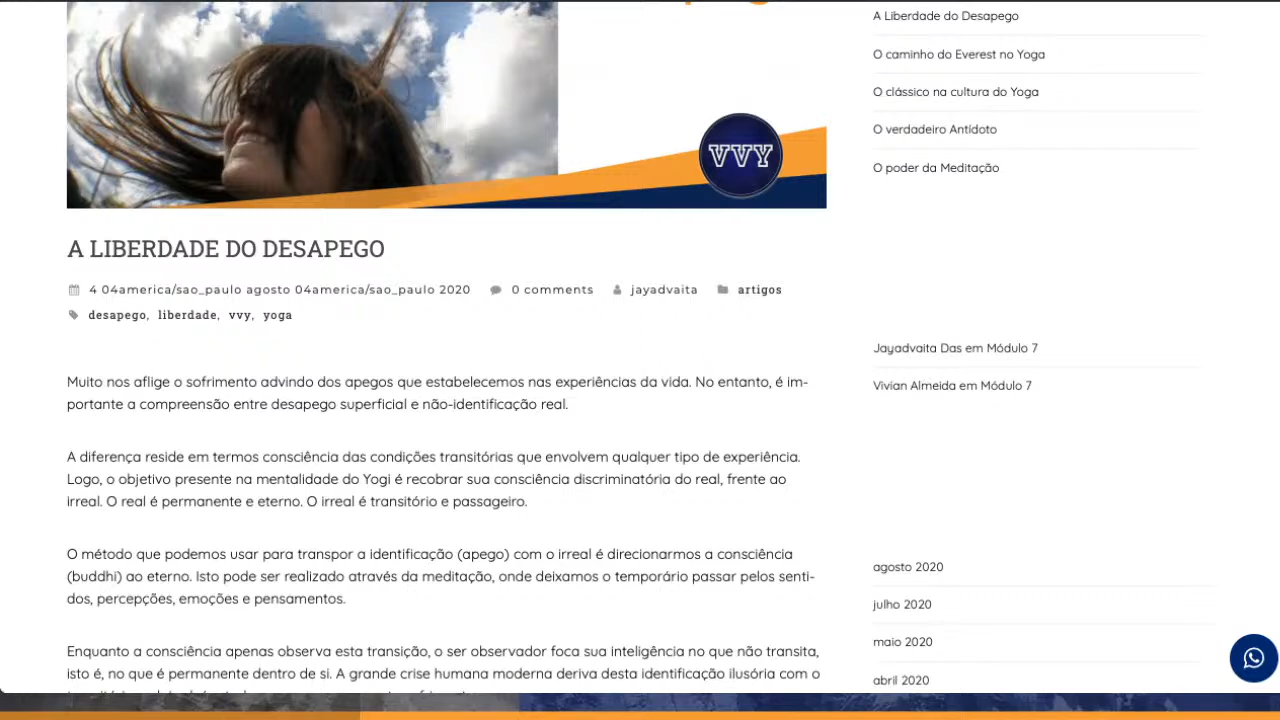 VVY
A LIBERDADE DO DESAPEGO
4 04america/sao_paulo agosto 04america/sao_paulo 2020 0 comments jayadvaita artigos
desapego, liberdade, vvy, yoga
Muito nos aflige o sofrimento advindo dos apegos que estabelecemos nas experiências da vida. No entanto, é im-
portante a compreensão entre desapego superficial e não-identificação real.
A diferença reside em termos consciência das condições transitórias que envolvem qualquer tipo de experiência.
Logo, o objetivo presente na mentalidade do Yogi é recobrar sua consciência discriminatória do real, frente ao
irreal. O real é permanente e eterno. O irreal é transitório e passageiro.
O método que podemos usar para transpor a identificação (apego) com o irreal é direcionarmos a consciência
(buddhi) ao eterno. Isto pode ser realizado através da meditação, onde deixamos o temporário passar pelos senti-
dos, percepções, emoções e pensamentos.
Enquanto a consciência apenas observa esta transição, o ser observador foca sua inteligência no que não transita,
isto é, no que é permanente dentro de si. A grande crise humana moderna deriva desta identificação ilusória com o
A Liberdade do Desapego
O caminho do Everest no Yoga
O clássico na cultura do Yoga
O verdadeiro Antídoto
O poder da Meditação
Jayadvaita Das em Módulo 7
Vivian Almeida em Módulo 7
agosto 2020
julho 2020
maio 2020
abril 2020